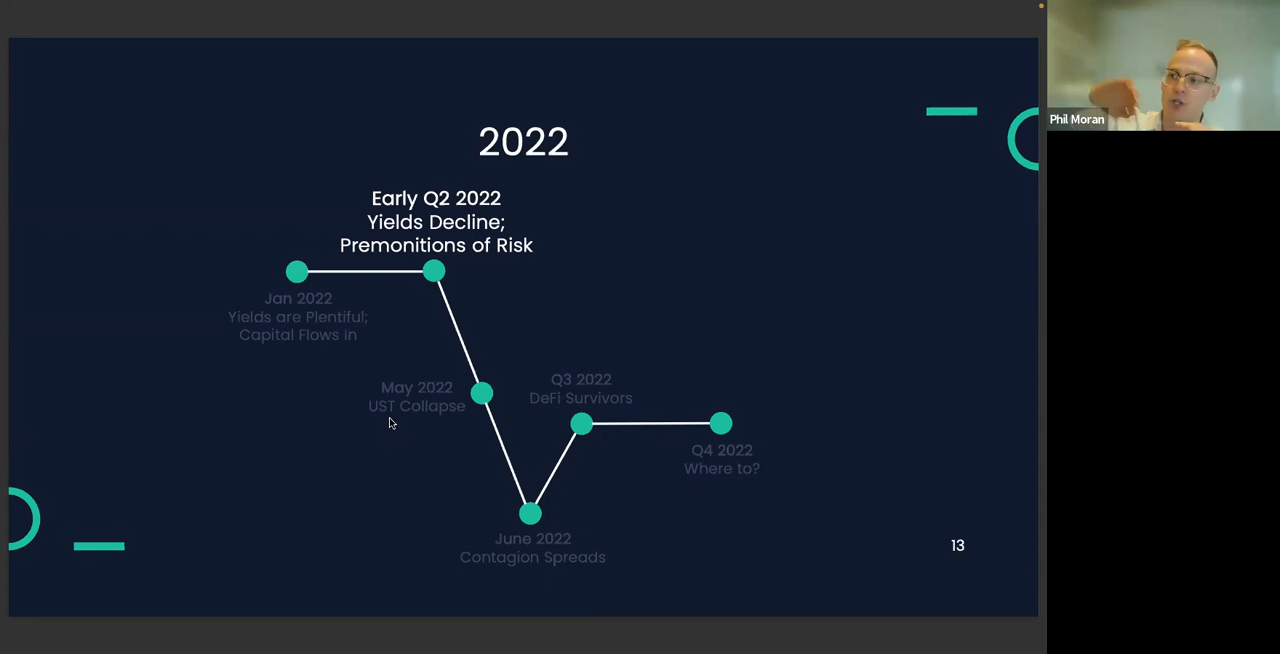 2022
Early Q2 2022
Yields Decline;
Premonitions of Risk
Jan 2022
Yields are Plentiful;
Capital Flows In
May 2022
UST Collapse
Q3 2022
DeFi Survivors
Q4 2022
Where to?
June 2022
Contagion Spreads
13
Phil Moran